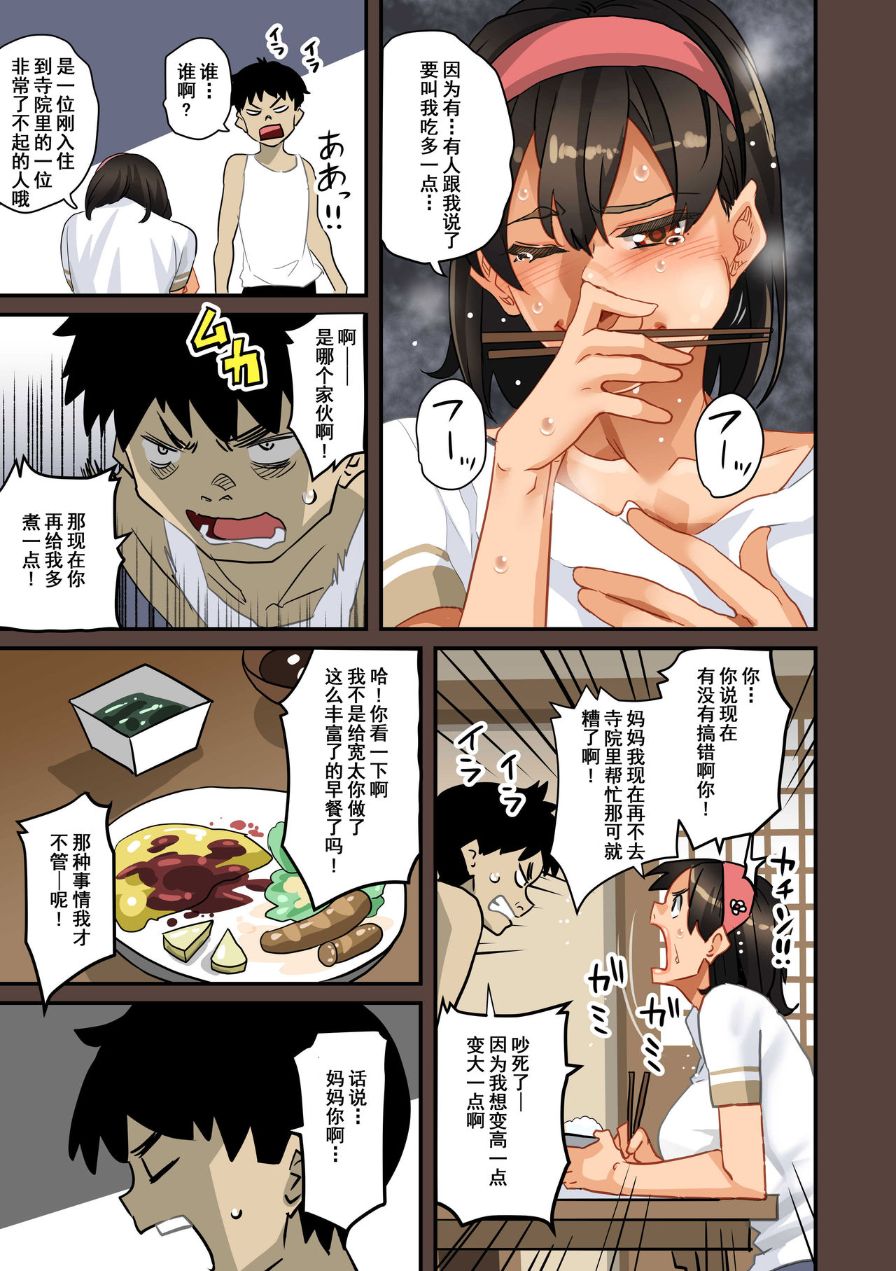 因为有…有人跟我说了
要叫我吃多一点…
フーッ
フーッ
イラ
イラ
谁…
谁啊?
ああっ!!
是一位刚入住
到寺院里的一位
非常了不起的人哦
ムカ
啊——
是哪个家伙啊!
那现在你
再给我多
煮一点!
你…
你说现在
有没有搞错啊你!
妈妈我现在再不去
寺院里帮忙那可就
糟了啊!
カチン!!
イラ
イラ
ガミ
ガミ
吵死了—
因为我想变高一点
变大一点啊
哈!你看一下啊
我不是给宽太你做了
这么丰富了的早餐了吗!
那种事情我才
不管—呢!
话说…
妈妈你啊…